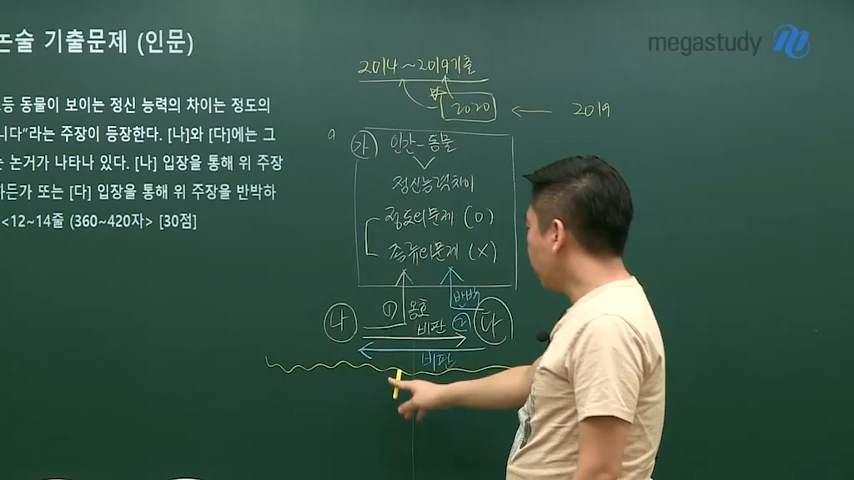 논술 기출문제 (인문)
등 동물이 보이는 정신 능력의 차이는 정도의
니다”라는 주장이 등장한다. [나]와 [다]에는 그
는 논거가 나타나 있다. [나] 입장을 통해 위 주장
하든가 또는 [다] 입장을 통해 위 주장을 반박하
<12~14줄 (360~420자> [30점]
megastudy
2014~2019기출
2020 ← 2019
가 인간-동물
정신능력차이
정도의문제 (O)
종류의문제 (X)
① 옹호
반박
나 비판 ② 나
비판